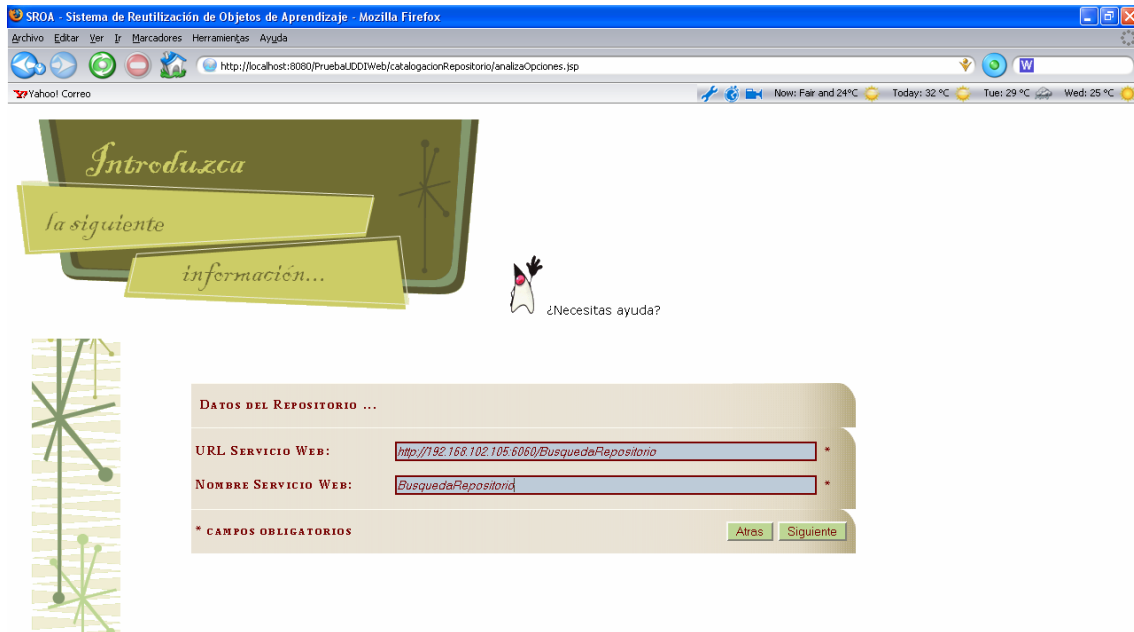 SROA - Sistema de Reutilización de Objetos de Aprendizaje - Mozilla Firefox
Archivo Editar Ver Ir Marcadores Herramientas Ayuda
http://localhost:8080/PruebaUDDIWeb/catalogacionRepositorio/analizaOpciones.jsp
W
Yahoo! Correo
Now: Fair and 24°C Today: 32 °C Tue: 29 °C Wed: 25 °C
Introduzca
la siguiente
información...
¿Necesitas ayuda?
Datos del Repositorio ...
URL Servicio Web: http://192.168.102.105:6060/BusquedaRepositorio *
Nombre Servicio Web: BusquedaRepositorio *
* campos obligatorios Atras Siguiente